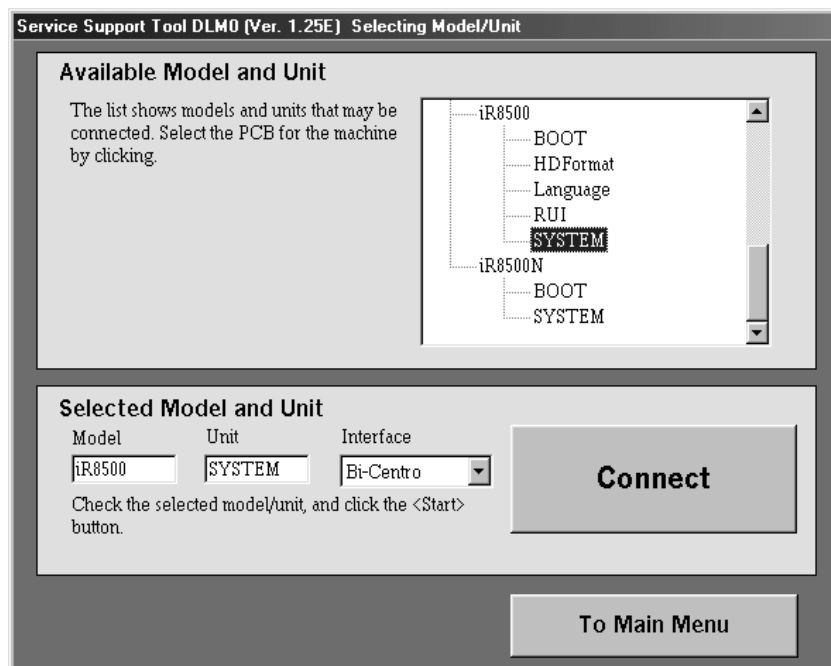 Service Support Tool DLM0 (Ver. 1.25E) Selecting Model/Unit
Available Model and Unit
The list shows models and units that may be
connected. Select the PCB for the machine
by clicking.
iR8500
BOOT
HDFormat
Language
RUI
SYSTEM
iR8500N
BOOT
SYSTEM
Selected Model and Unit
Model Unit Interface
iR8500 SYSTEM Bi-Centro
Check the selected model/unit, and click the <Start>
button.
Connect
To Main Menu